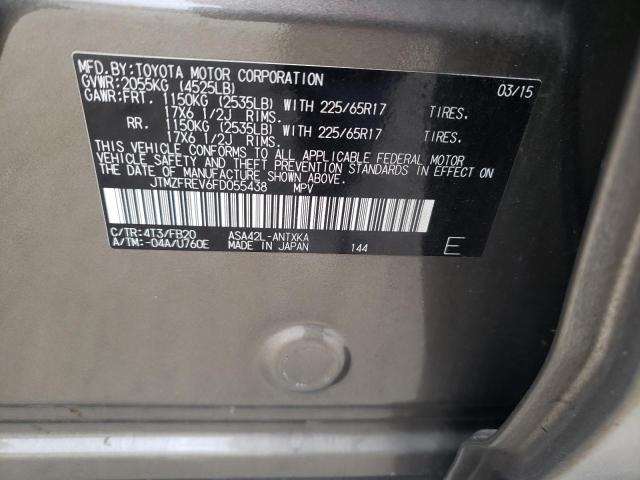 MFD.BY:TOYOTA MOTOR CORPORATION 03/15
GVWR:2055KG (4525LB)
GAWR:FRT. 1150KG (2535LB) WITH 225/65R17 TIRES.
17X6 1/2J RIMS.
RR. 1150KG (2535LB) WITH 225/65R17 TIRES.
17X6 1/2J RIMS.
THIS VEHICLE CONFORMS TO ALL APPLICABLE FEDERAL MOTOR
VEHICLE SAFETY AND THEFT PREVENTION STANDARDS IN EFFECT ON
THE DATE OF MANUFACTURE SHOWN ABOVE.
JTMZFREV6FD055438 MPV
C/TR:4T3/FB20 ASA42L-ANTXKA
A/TM:-04A/U760E MADE IN JAPAN 144 E